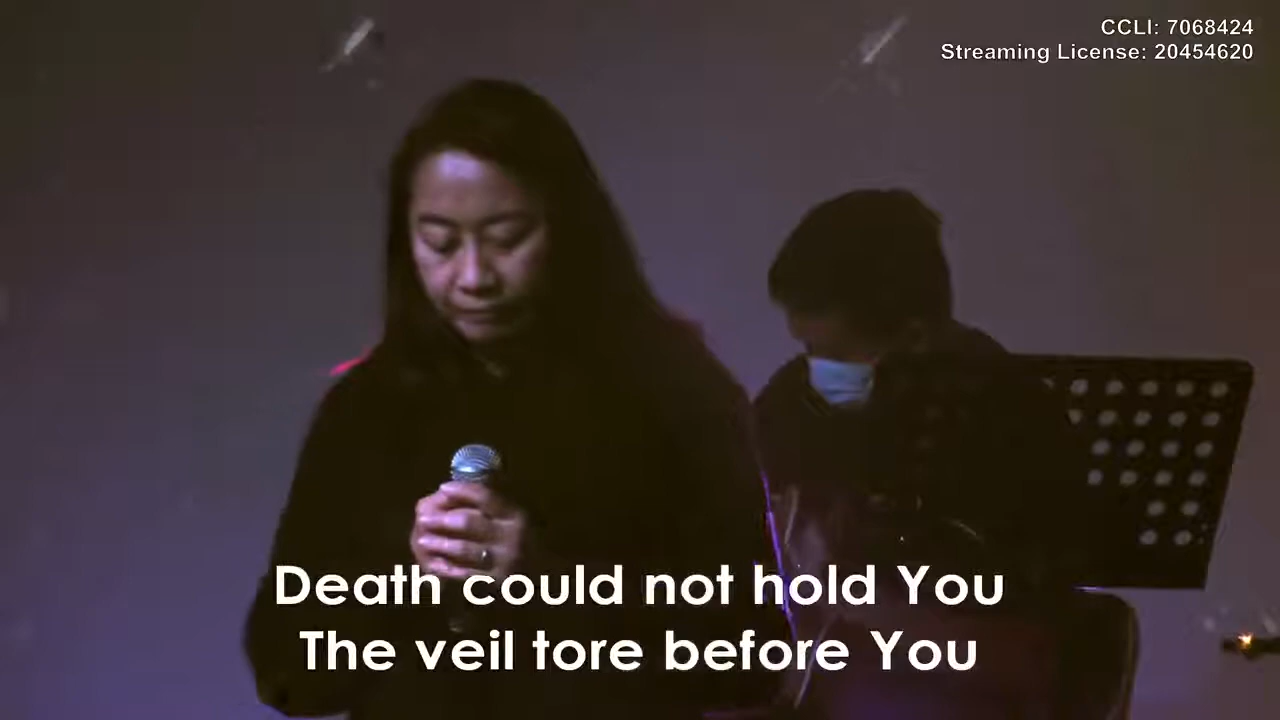 CCLI: 7068424
Streaming License: 20454620
Death could not hold You
The veil tore before You